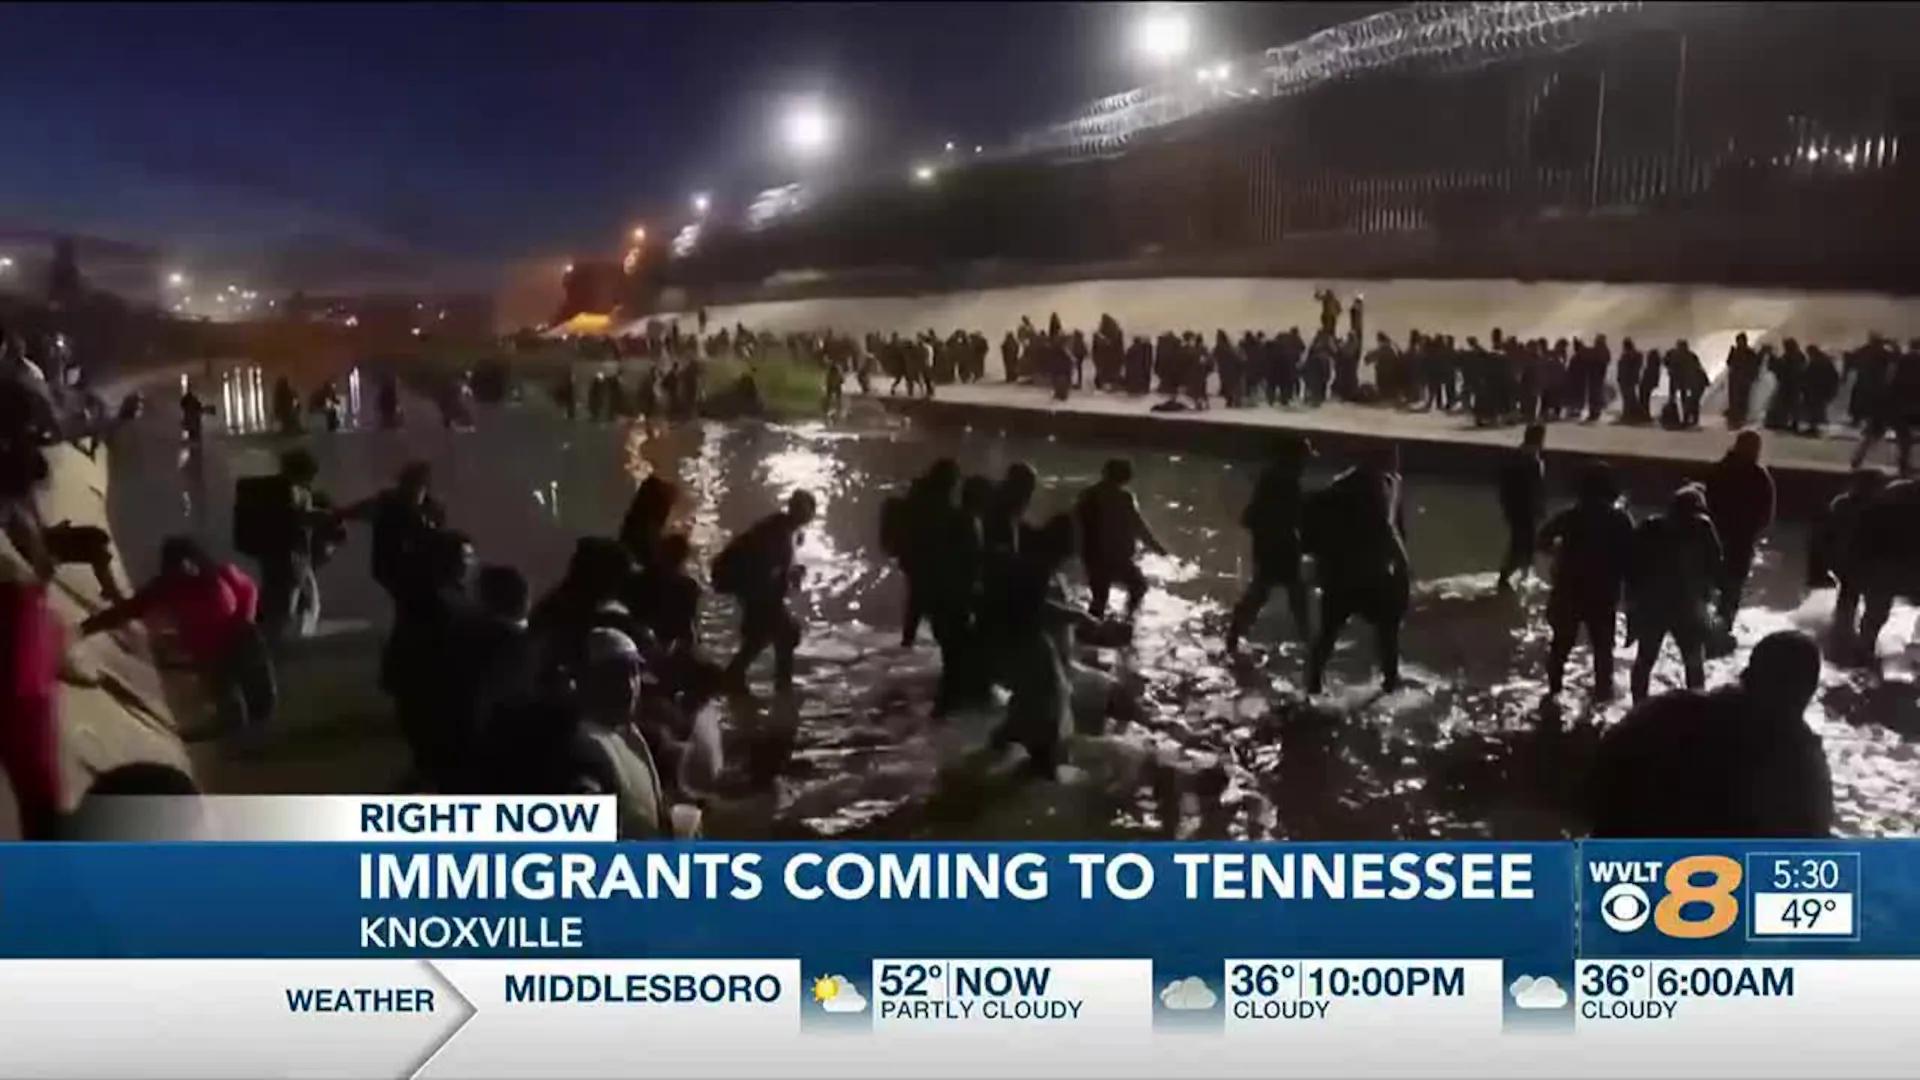 RIGHT NOW
IMMIGRANTS COMING TO TENNESSEE
KNOXVILLE
WVLT 8
5:30
49°
WEATHER
MIDDLESBORO
52° NOW
PARTLY CLOUDY
36° 10:00PM
CLOUDY
36° 6:00AM
CLOUDY